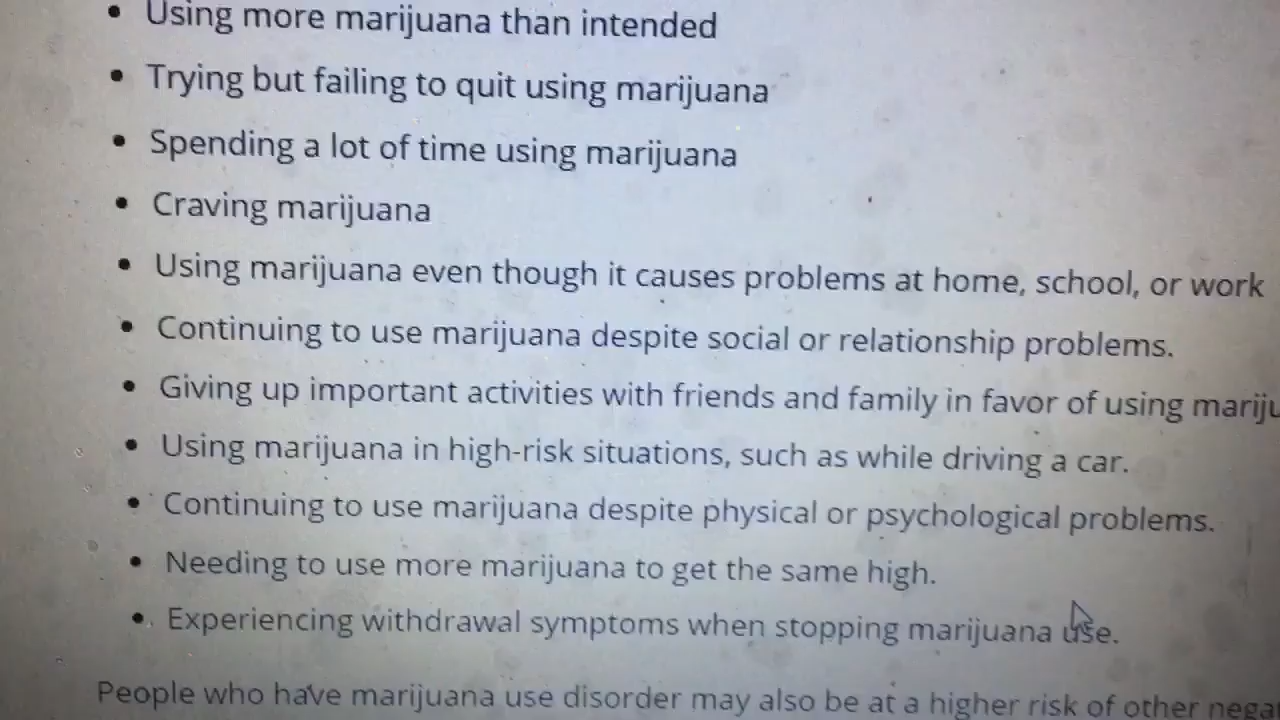 • Using more marijuana than intended
• Trying but failing to quit using marijuana
• Spending a lot of time using marijuana
• Craving marijuana
• Using marijuana even though it causes problems at home, school, or work
• Continuing to use marijuana despite social or relationship problems.
• Giving up important activities with friends and family in favor of using mariju
• Using marijuana in high-risk situations, such as while driving a car.
• Continuing to use marijuana despite physical or psychological problems.
• Needing to use more marijuana to get the same high.
• Experiencing withdrawal symptoms when stopping marijuana use.
People who have marijuana use disorder may also be at a higher risk of other nega